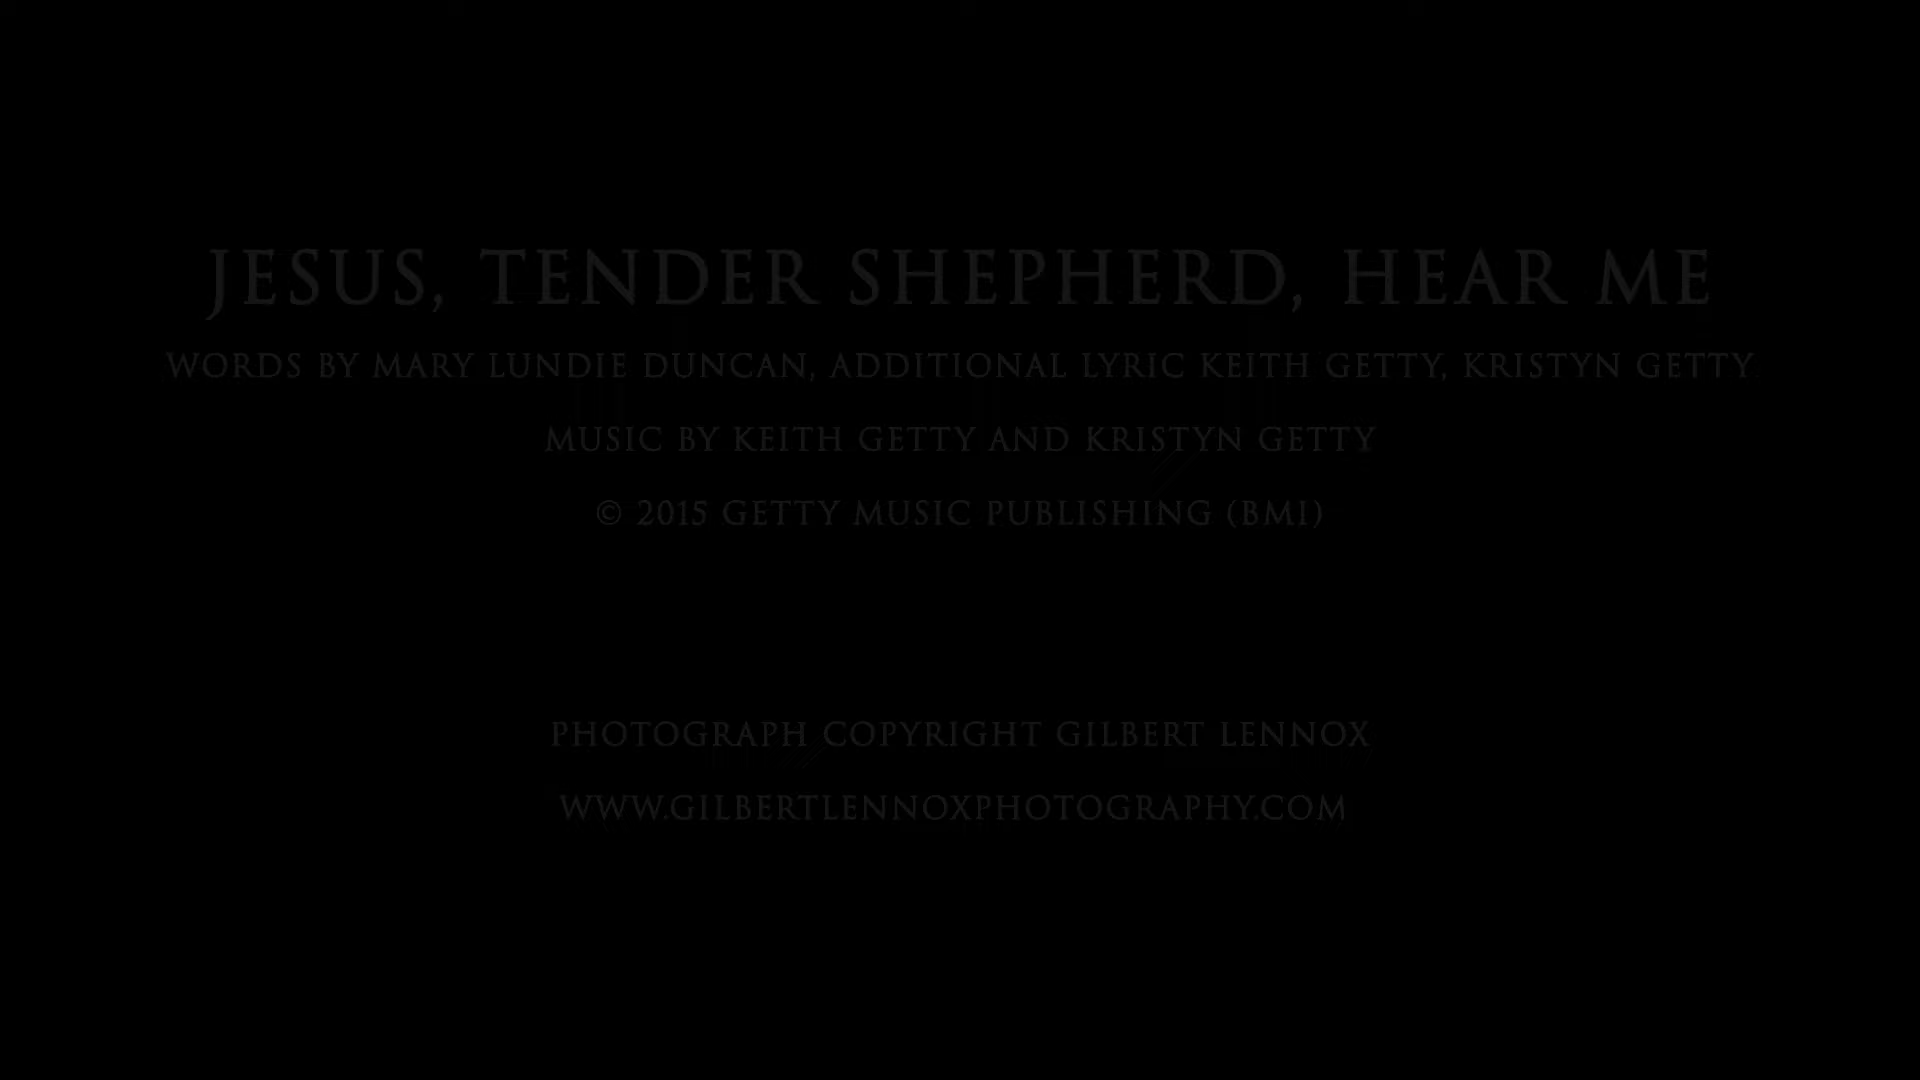 JESUS, TENDER SHEPHERD, HEAR ME
WORDS BY MARY LUNDIE DUNCAN, ADDITIONAL LYRIC KEITH GETTY, KRISTYN GETTY
MUSIC BY KEITH GETTY AND KRISTYN GETTY
© 2015 GETTY MUSIC PUBLISHING (BMI)
PHOTOGRAPH COPYRIGHT GILBERT LENNOX
WWW.GILBERTLENNOXPHOTOGRAPHY.COM